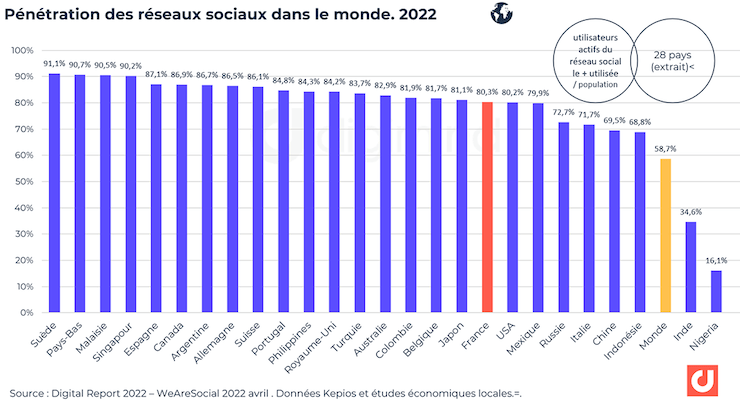 Pénétration des réseaux sociaux dans le monde. 2022
utilisateurs
actifs du
réseau social
le + utilisée
/ population
28 pays
(extrait)<
100%
90%
80%
70%
60%
50%
40%
30%
20%
10%
0%
91,1%
90,7%
90,5%
90,2%
87,1%
86,9%
86,7%
86,5%
86,1%
84,8%
84,3%
84,2%
83,7%
82,9%
81,9%
81,7%
81,1%
80,3%
80,2%
79,9%
72,7%
71,7%
69,5%
68,8%
58,7%
34,6%
16,1%
Suède
Pays-Bas
Malaisie
Singapour
Espagne
Canada
Argentine
Allemagne
Suisse
Portugal
Philippines
Royaume-Uni
Turquie
Australie
Colombie
Belgique
Japon
France
USA
Mexique
Russie
Italie
Chine
Indonésie
Monde
Inde
Nigeria
Source : Digital Report 2022 – WeAreSocial 2022 avril . Données Kepios et études économiques locales.=.